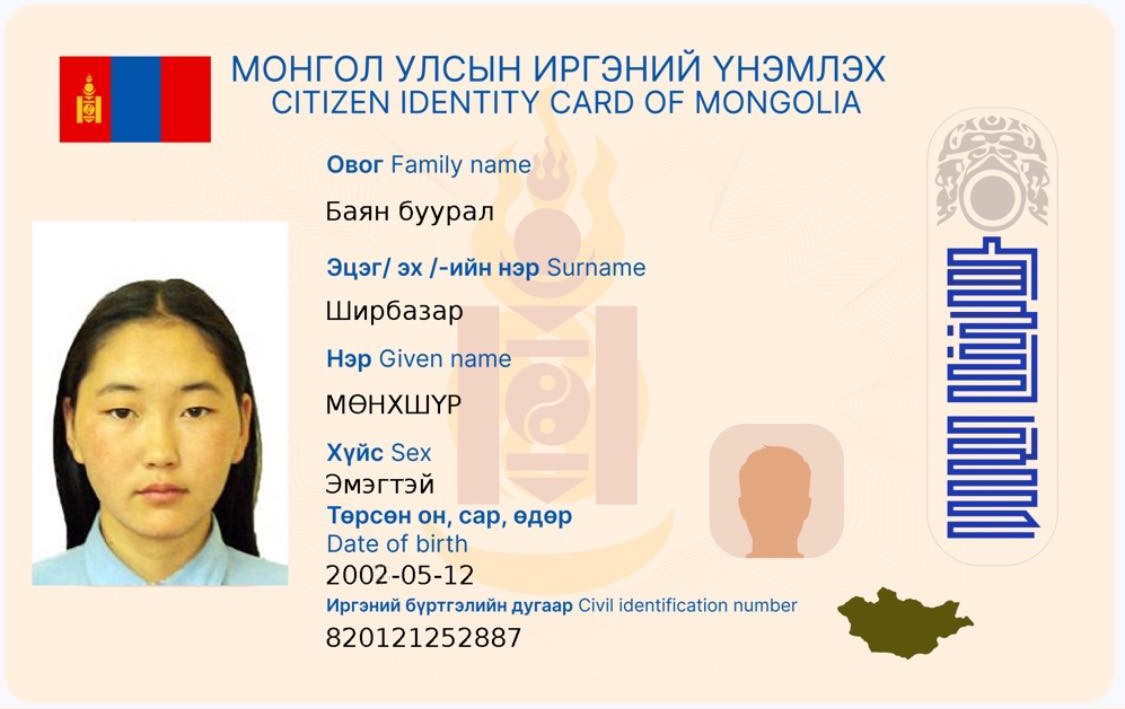 МОНГОЛ УЛСЫН ИРГЭНИЙ ҮНЭМЛЭХ
CITIZEN IDENTITY CARD OF MONGOLIA
Овог Family name
Баян буурал
Эцэг/ эх /-ийн нэр Surname
Ширбазар
Нэр Given name
МӨНХШҮР
Хүйс Sex
Эмэгтэй
Төрсөн он, сар, өдөр
Date of birth
2002-05-12
Иргэний бүртгэлийн дугаар Civil identification number
820121252887